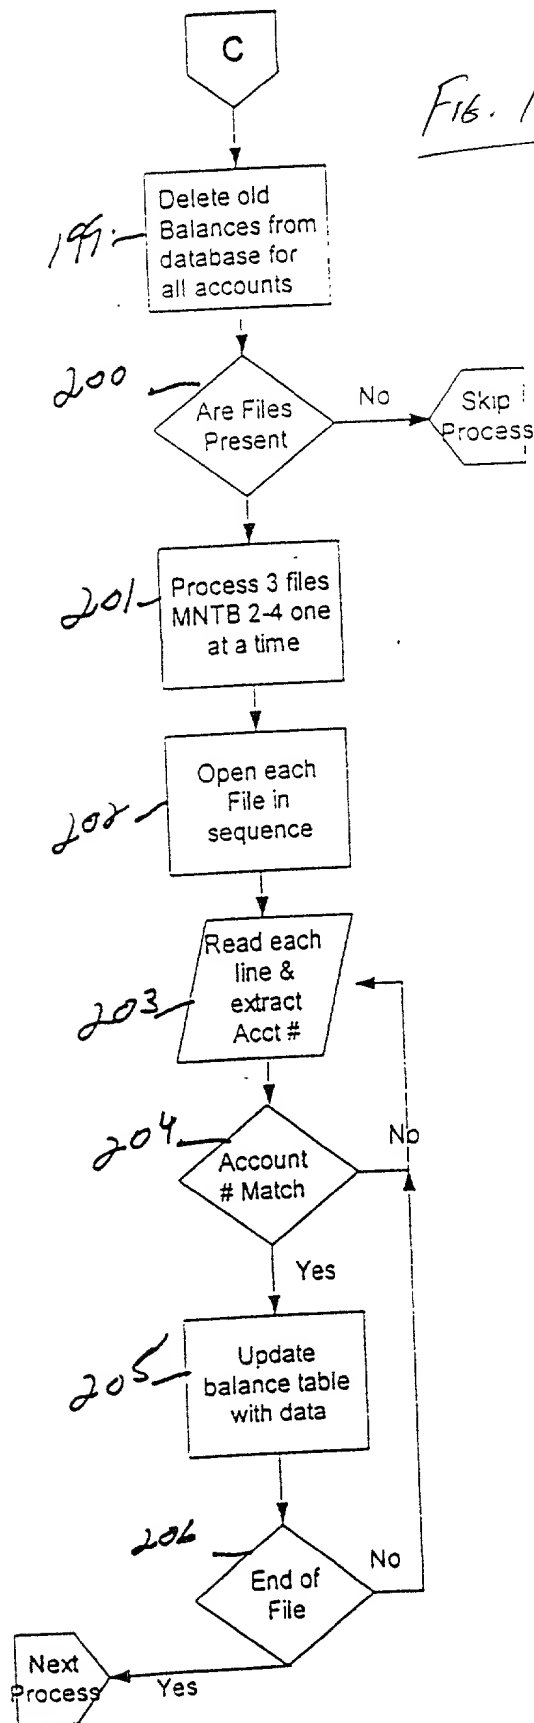 C
FIG. 1
199
Delete old
Balances from
database for
all accounts
200
Are Files
Present
No
Skip
Process
201
Process 3 files
MNTB 2-4 one
at a time
202
Open each
File in
sequence
203
Read each
line &
extract
Acct #
204
Account
# Match
No
Yes
205
Update
balance table
with data
206
End of
File
No
Yes
Next
Process